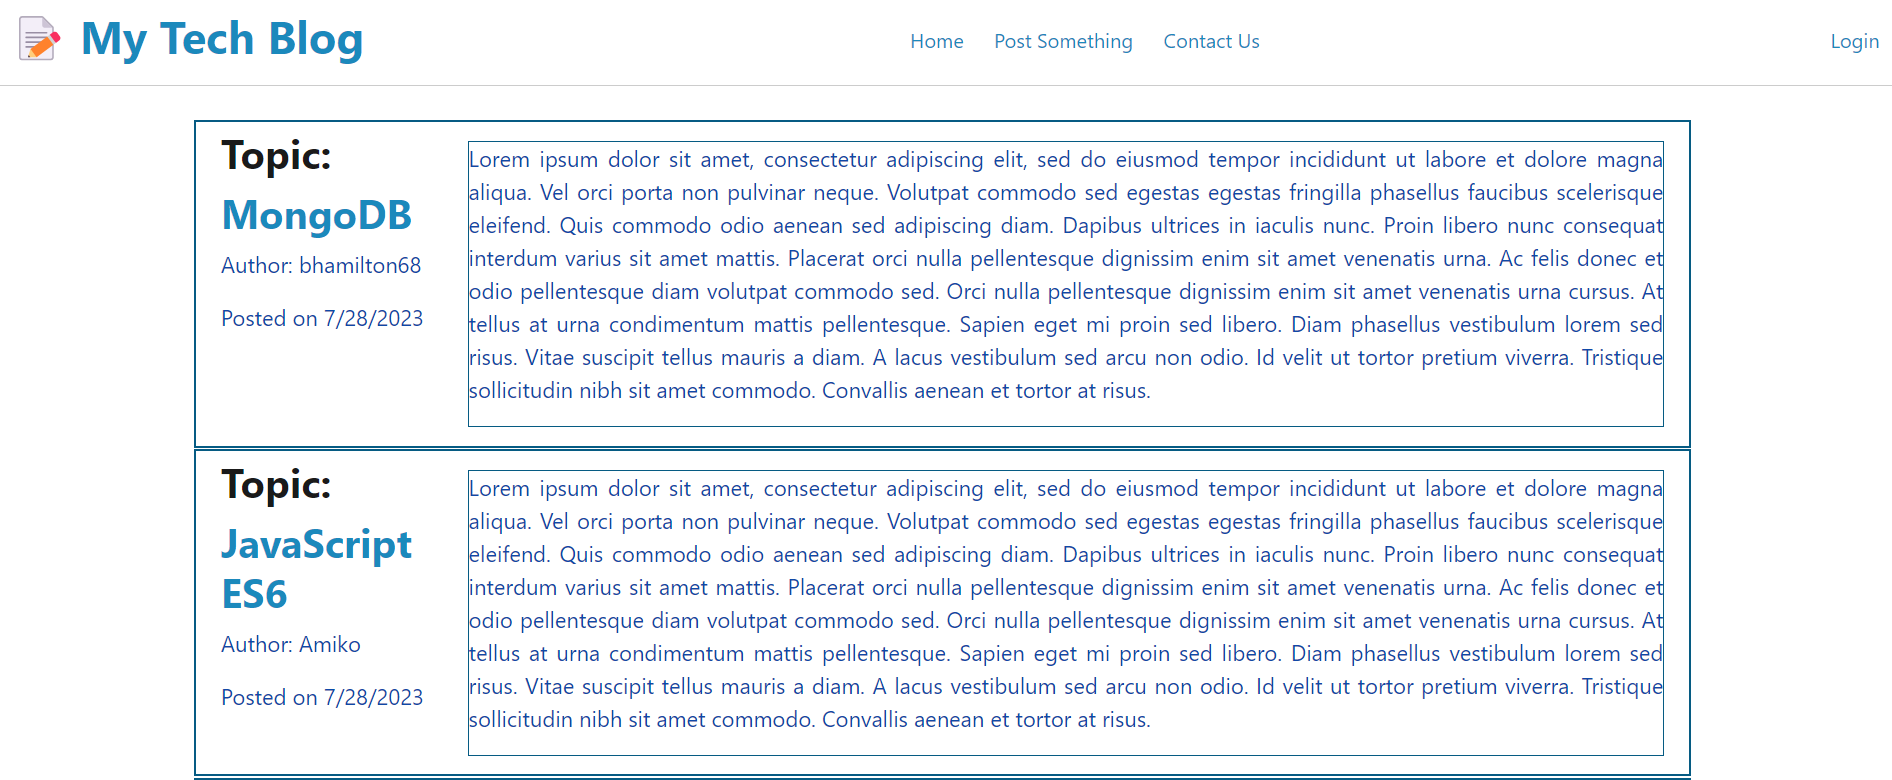 My Tech Blog
Home Post Something Contact Us
Login
Topic:
MongoDB
Author: bhamilton68
Posted on 7/28/2023
Lorem ipsum dolor sit amet, consectetur adipiscing elit, sed do eiusmod tempor incididunt ut labore et dolore magna
aliqua. Vel orci porta non pulvinar neque. Volutpat commodo sed egestas egestas fringilla phasellus faucibus scelerisque
eleifend. Quis commodo odio aenean sed adipiscing diam. Dapibus ultrices in iaculis nunc. Proin libero nunc consequat
interdum varius sit amet mattis. Placerat orci nulla pellentesque dignissim enim sit amet venenatis urna. Ac felis donec et
odio pellentesque diam volutpat commodo sed. Orci nulla pellentesque dignissim enim sit amet venenatis urna cursus. At
tellus at urna condimentum mattis pellentesque. Sapien eget mi proin sed libero. Diam phasellus vestibulum lorem sed
risus. Vitae suscipit tellus mauris a diam. A lacus vestibulum sed arcu non odio. Id velit ut tortor pretium viverra. Tristique
sollicitudin nibh sit amet commodo. Convallis aenean et tortor at risus.
Topic:
JavaScript
ES6
Author: Amiko
Posted on 7/28/2023
Lorem ipsum dolor sit amet, consectetur adipiscing elit, sed do eiusmod tempor incididunt ut labore et dolore magna
aliqua. Vel orci porta non pulvinar neque. Volutpat commodo sed egestas egestas fringilla phasellus faucibus scelerisque
eleifend. Quis commodo odio aenean sed adipiscing diam. Dapibus ultrices in iaculis nunc. Proin libero nunc consequat
interdum varius sit amet mattis. Placerat orci nulla pellentesque dignissim enim sit amet venenatis urna. Ac felis donec et
odio pellentesque diam volutpat commodo sed. Orci nulla pellentesque dignissim enim sit amet venenatis urna cursus. At
tellus at urna condimentum mattis pellentesque. Sapien eget mi proin sed libero. Diam phasellus vestibulum lorem sed
risus. Vitae suscipit tellus mauris a diam. A lacus vestibulum sed arcu non odio. Id velit ut tortor pretium viverra. Tristique
sollicitudin nibh sit amet commodo. Convallis aenean et tortor at risus.